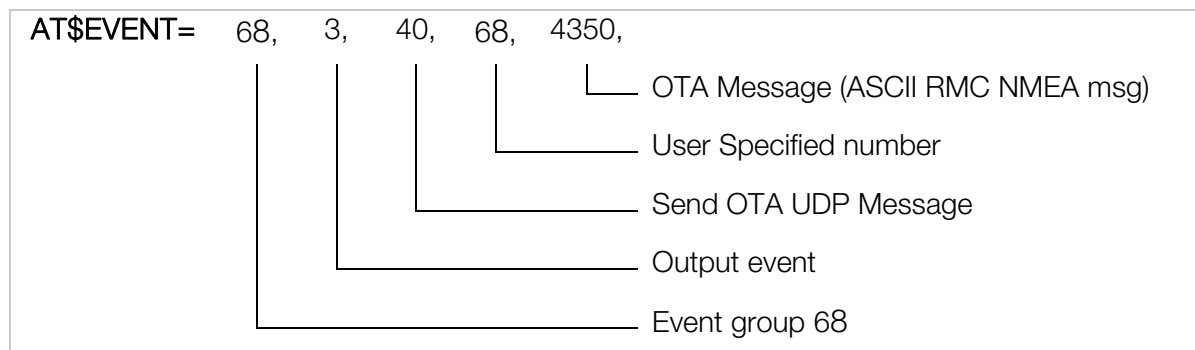 AT$EVENT= 68, 3, 40, 68, 4350,
OTA Message (ASCII RMC NMEA msg)
User Specified number
Send OTA UDP Message
Output event
Event group 68